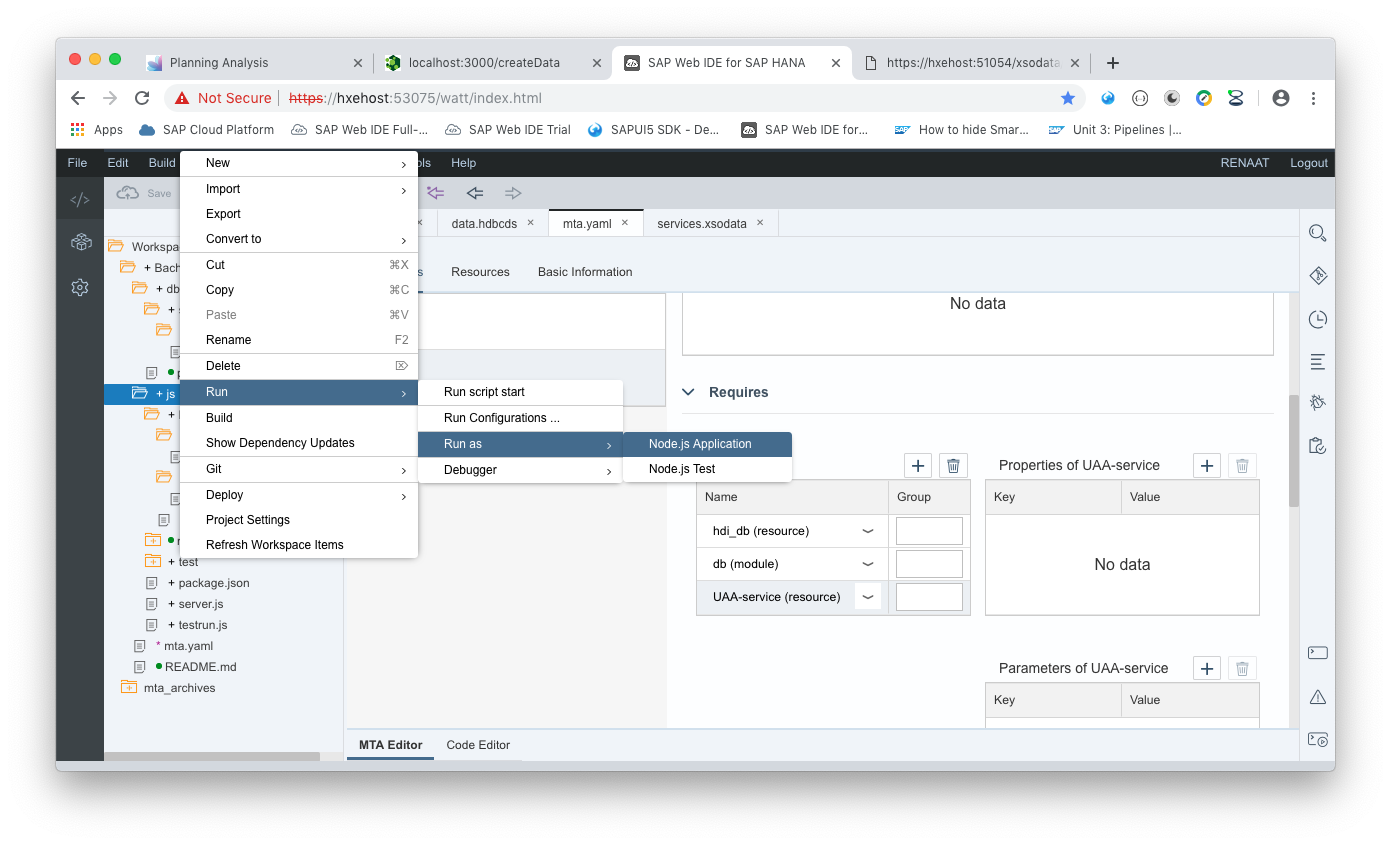 Planning Analysis
localhost:3000/createData
SAP Web IDE for SAP HANA
https://hxehost:51054/xsodata
Not Secure
https://hxehost:53075/watt/index.html
Apps
SAP Cloud Platform
SAP Web IDE Full-...
SAP Web IDE Trial
SAPUI5 SDK - De...
SAP Web IDE for...
How to hide Smar...
Unit 3: Pipelines |...
File Edit Build
Help
RENAAT Logout
Save
data.hdbcds
mta.yaml
services.xsodata
Resources
Basic Information
+ db
+ js
+ test
+ package.json
+ server.js
+ testrun.js
* mta.yaml
README.md
mta_archives
New
Import
Export
Convert to
Cut ⌘X
Copy ⌘C
Paste ⌘V
Rename F2
Delete
Run
Build
Show Dependency Updates
Git
Deploy
Project Settings
Refresh Workspace Items
Run script start
Run Configurations ...
Run as
Debugger
Node.js Application
Node.js Test
No data
Requires
Name Group
hdi_db (resource)
db (module)
UAA-service (resource)
Properties of UAA-service
Key Value
No data
Parameters of UAA-service
Key Value
MTA Editor
Code Editor